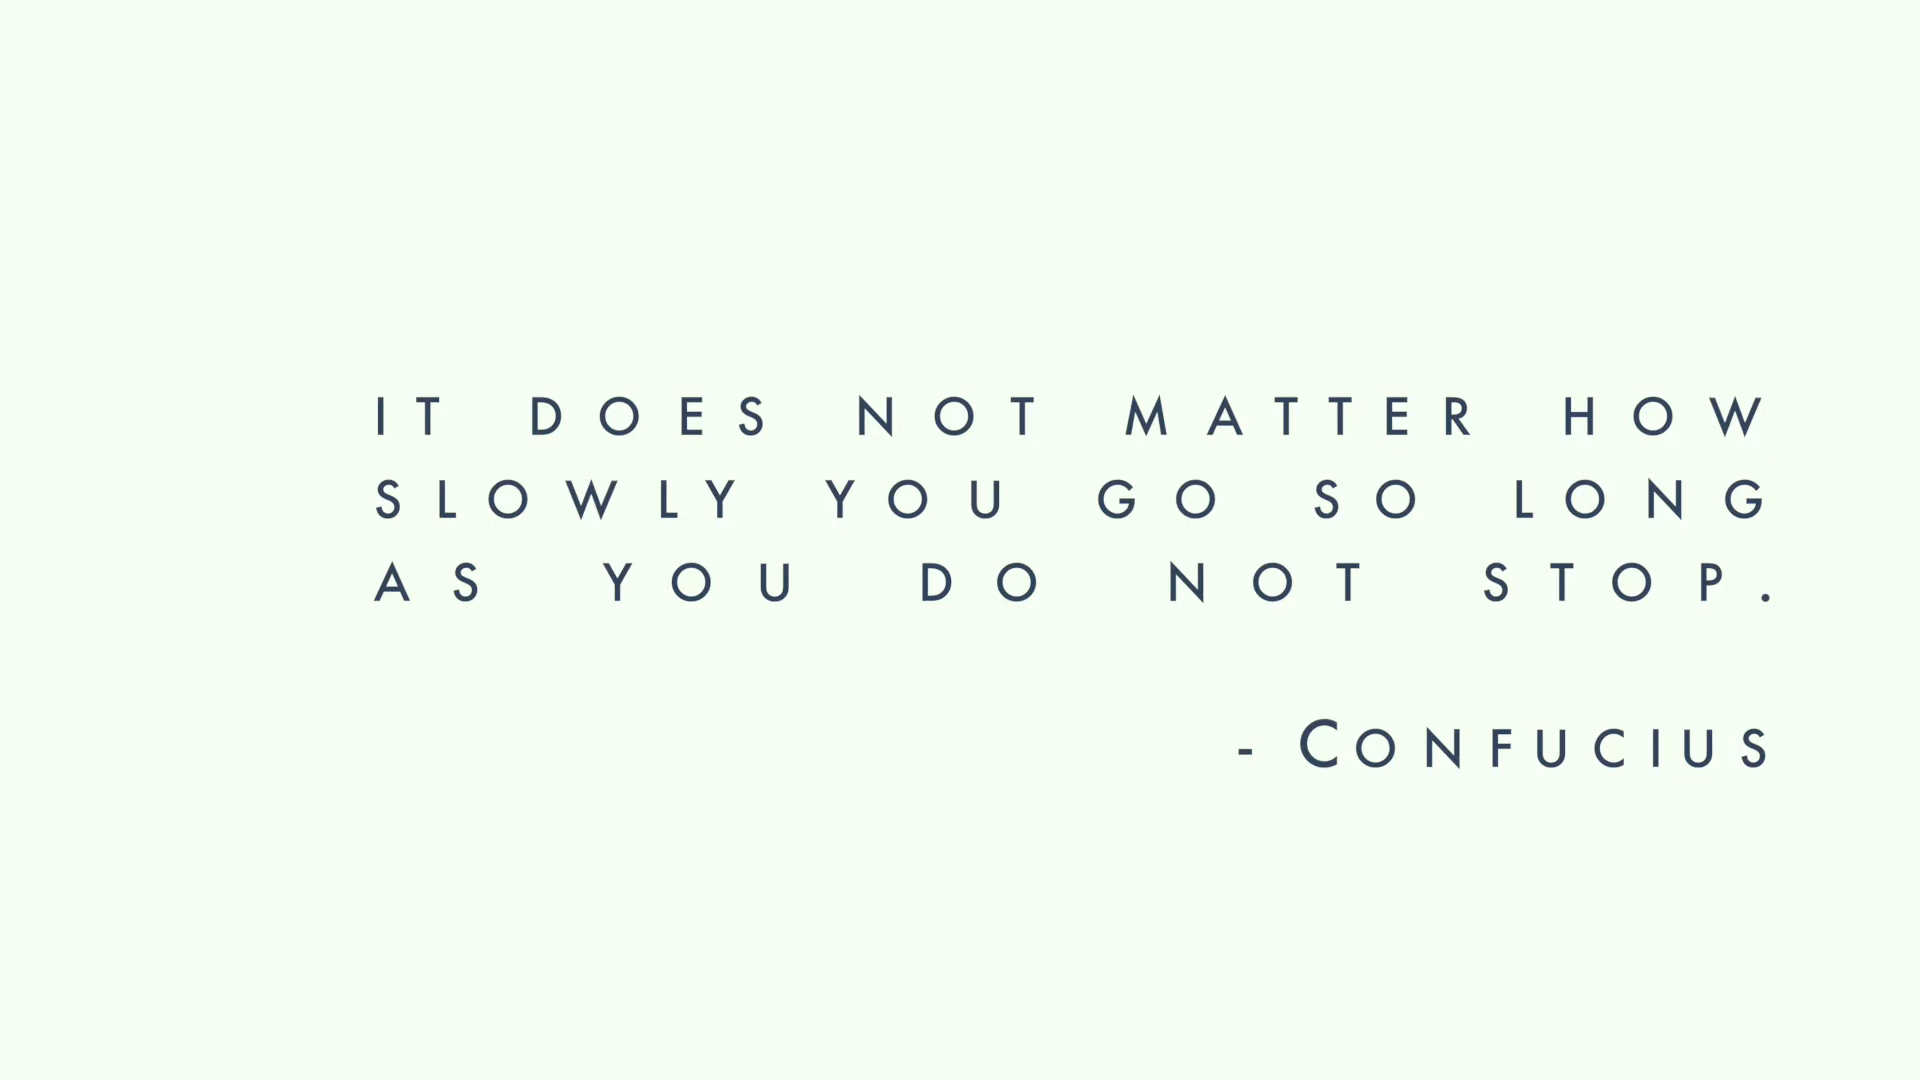 IT DOES NOT MATTER HOW
SLOWLY YOU GO SO LONG
AS YOU DO NOT STOP.
- CONFUCIUS